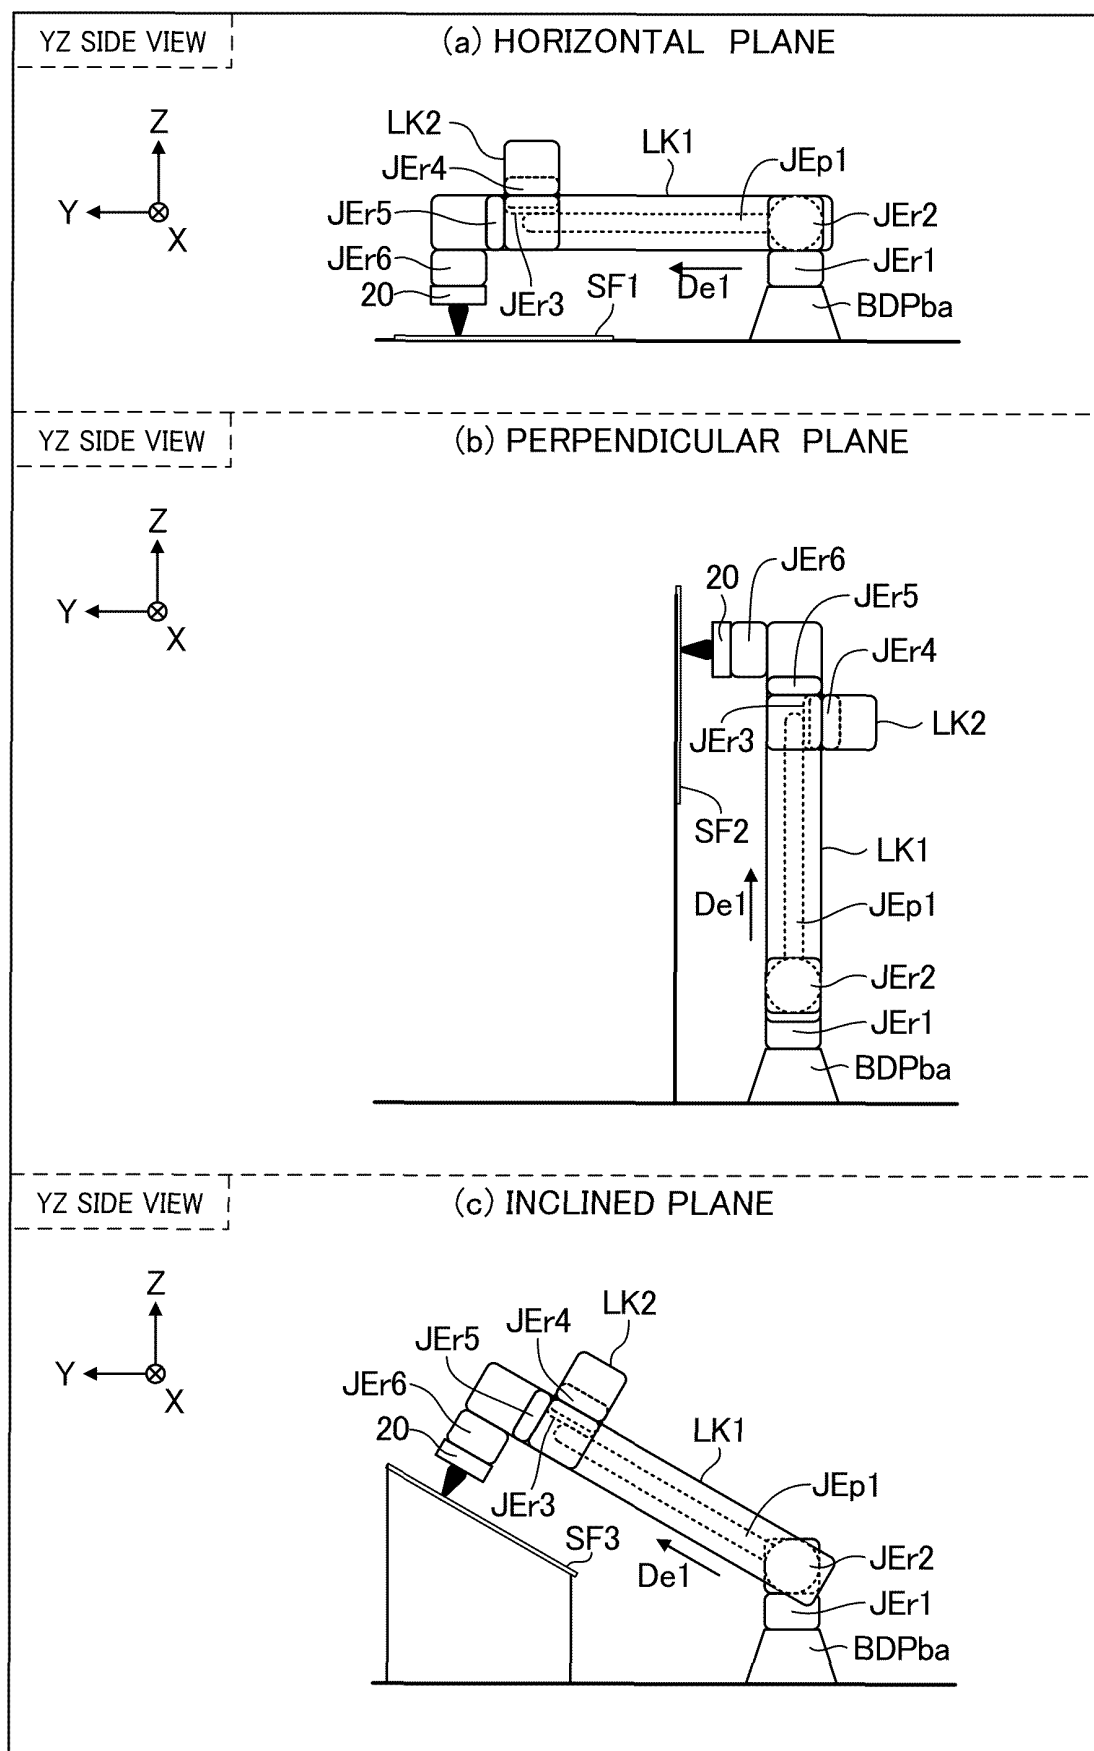 YZ SIDE VIEW
(a) HORIZONTAL PLANE
Z
Y
X
LK2
JEr4
JEr5
JEr6
20
JEr3
SF1
LK1
JEp1
De1
JEr2
JEr1
BDPba
YZ SIDE VIEW
(b) PERPENDICULAR PLANE
Z
Y
X
20
JEr6
JEr5
JEr4
JEr3
LK2
SF2
LK1
De1
JEp1
JEr2
JEr1
BDPba
YZ SIDE VIEW
(c) INCLINED PLANE
Z
Y
X
LK2
JEr4
JEr5
JEr6
20
JEr3
LK1
JEp1
SF3
De1
JEr2
JEr1
BDPba